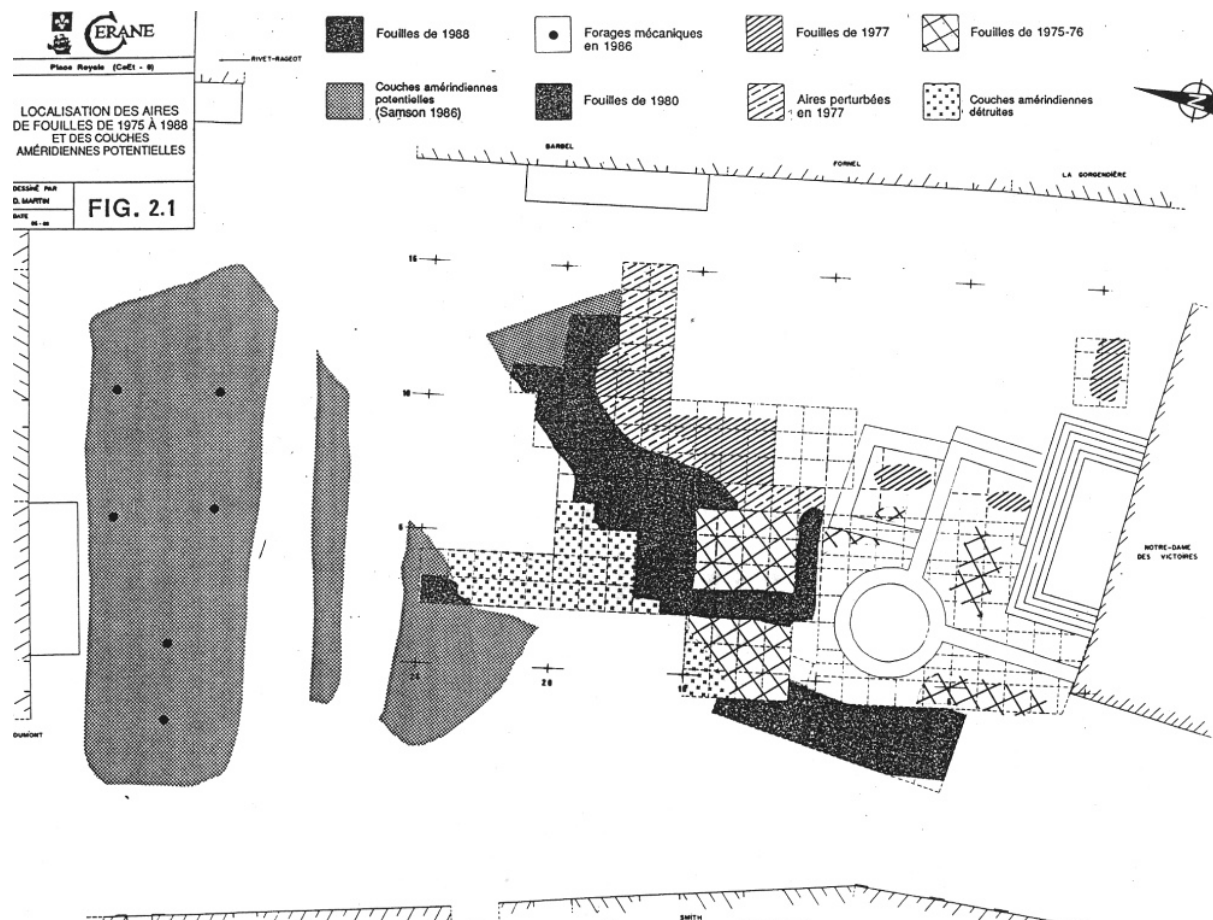 CERANE
Place Royale (CeEt - 9)
LOCALISATION DES AIRES
DE FOUILLES DE 1975 À 1988
ET DES COUCHES
AMÉRIDIENNES POTENTIELLES
DESSINÉ PAR
D. MARTIN
DATE
FIG. 2.1
Fouilles de 1988
Forages mécaniques
en 1986
Fouilles de 1977
Fouilles de 1975-76
Couches amérindiennes
potentielles
(Samson 1986)
Fouilles de 1980
Aires perturbées
en 1977
Couches amérindiennes
détruites
N
RIVET-RAGEOT
BARBEL
FORNEL
LA GORGENDIÈRE
15
10
5
25
20
5
NOTRE-DAME
DES VICTOIRES
DUMONT
SMITH